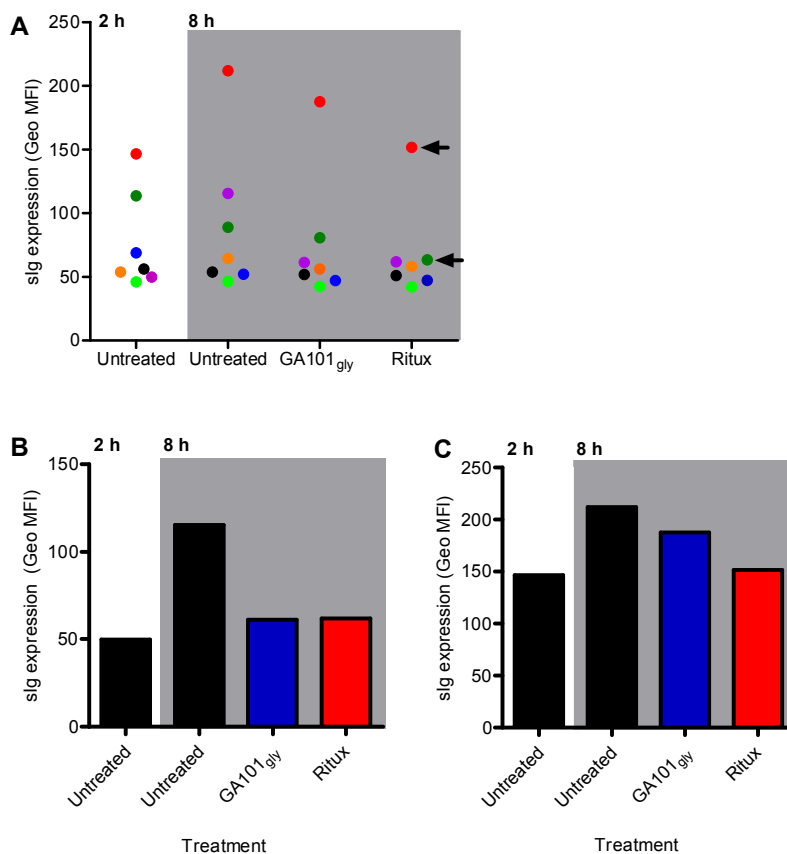 A
2 h
8 h
250
200
150
100
50
0
sIg expression (Geo MFI)
Untreated
Untreated
GA101gly
Ritux
B
2 h
8 h
150
100
50
0
sIg expression (Geo MFI)
Untreated
Untreated
GA101gly
Ritux
Treatment
C
2 h
8 h
250
200
150
100
50
0
sIg expression (Geo MFI)
Untreated
Untreated
GA101gly
Ritux
Treatment